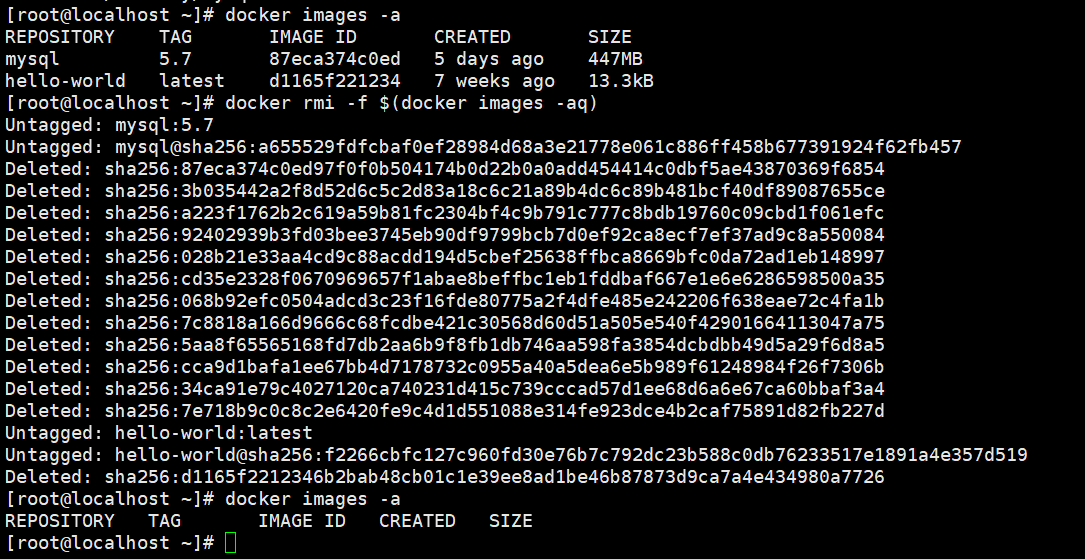 [root@localhost ~]# docker images -a
REPOSITORY    TAG       IMAGE ID       CREATED       SIZE
mysql         5.7       87eca374c0ed   5 days ago    447MB
hello-world   latest    d1165f221234   7 weeks ago   13.3kB
[root@localhost ~]# docker rmi -f $(docker images -aq)
Untagged: mysql:5.7
Untagged: mysql@sha256:a655529fdfcbaf0ef28984d68a3e21778e061c886ff458b677391924f62fb457
Deleted: sha256:87eca374c0ed97f0f0b504174b0d22b0a0add454414c0dbf5ae43870369f6854
Deleted: sha256:3b035442a2f8d52d6c5c2d83a18c6c21a89b4dc6c89b481bcf40df89087655ce
Deleted: sha256:a223f1762b2c619a59b81fc2304bf4c9b791c777c8bdb19760c09cbd1f061efc
Deleted: sha256:92402939b3fd03bee3745eb90df9799bcb7d0ef92ca8ecf7ef37ad9c8a550084
Deleted: sha256:028b21e33aa4cd9c88acdd194d5cbef25638ffbca8669bfc0da72ad1eb148997
Deleted: sha256:cd35e2328f0670969657f1abae8beffbc1eb1fddbaf667e1e6e6286598500a35
Deleted: sha256:068b92efc0504adcd3c23f16fde80775a2f4dfe485e242206f638eae72c4fa1b
Deleted: sha256:7c8818a166d9666c68fcdbe421c30568d60d51a505e540f42901664113047a75
Deleted: sha256:5aa8f65565168fd7db2aa6b9f8fb1db746aa598fa3854dcbdbb49d5a29f6d8a5
Deleted: sha256:cca9d1bafa1ee67bb4d7178732c0955a40a5dea6e5b989f61248984f26f7306b
Deleted: sha256:34ca91e79c4027120ca740231d415c739cccad57d1ee68d6a6e67ca60bbaf3a4
Deleted: sha256:7e718b9c0c8c2e6420fe9c4d1d551088e314fe923dce4b2caf75891d82fb227d
Untagged: hello-world:latest
Untagged: hello-world@sha256:f2266cbfc127c960fd30e76b7c792dc23b588c0db76233517e1891a4e357d519
Deleted: sha256:d1165f2212346b2bab48cb01c1e39ee8ad1be46b87873d9ca7a4e434980a7726
[root@localhost ~]# docker images -a
REPOSITORY   TAG       IMAGE ID   CREATED   SIZE
[root@localhost ~]#